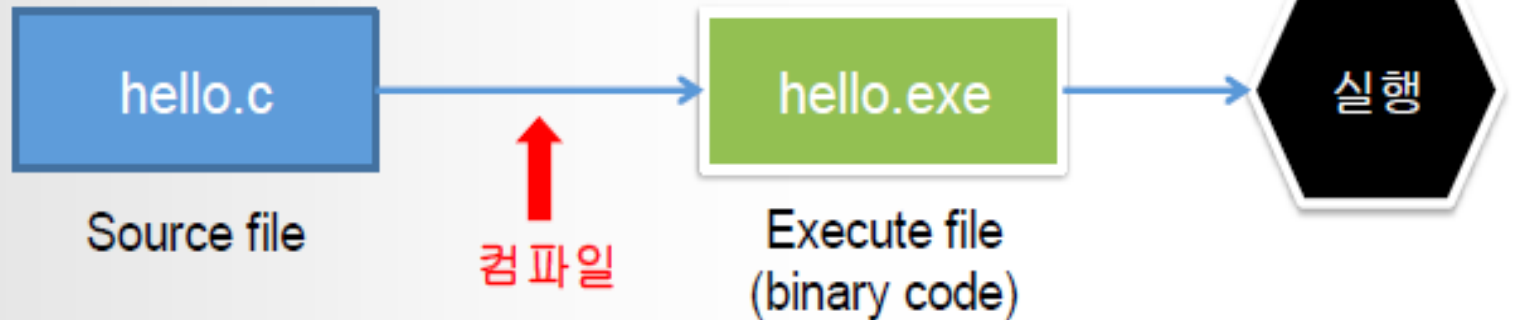 hello.c
hello.exe
실행
Source file
컴파일
Execute file
(binary code)